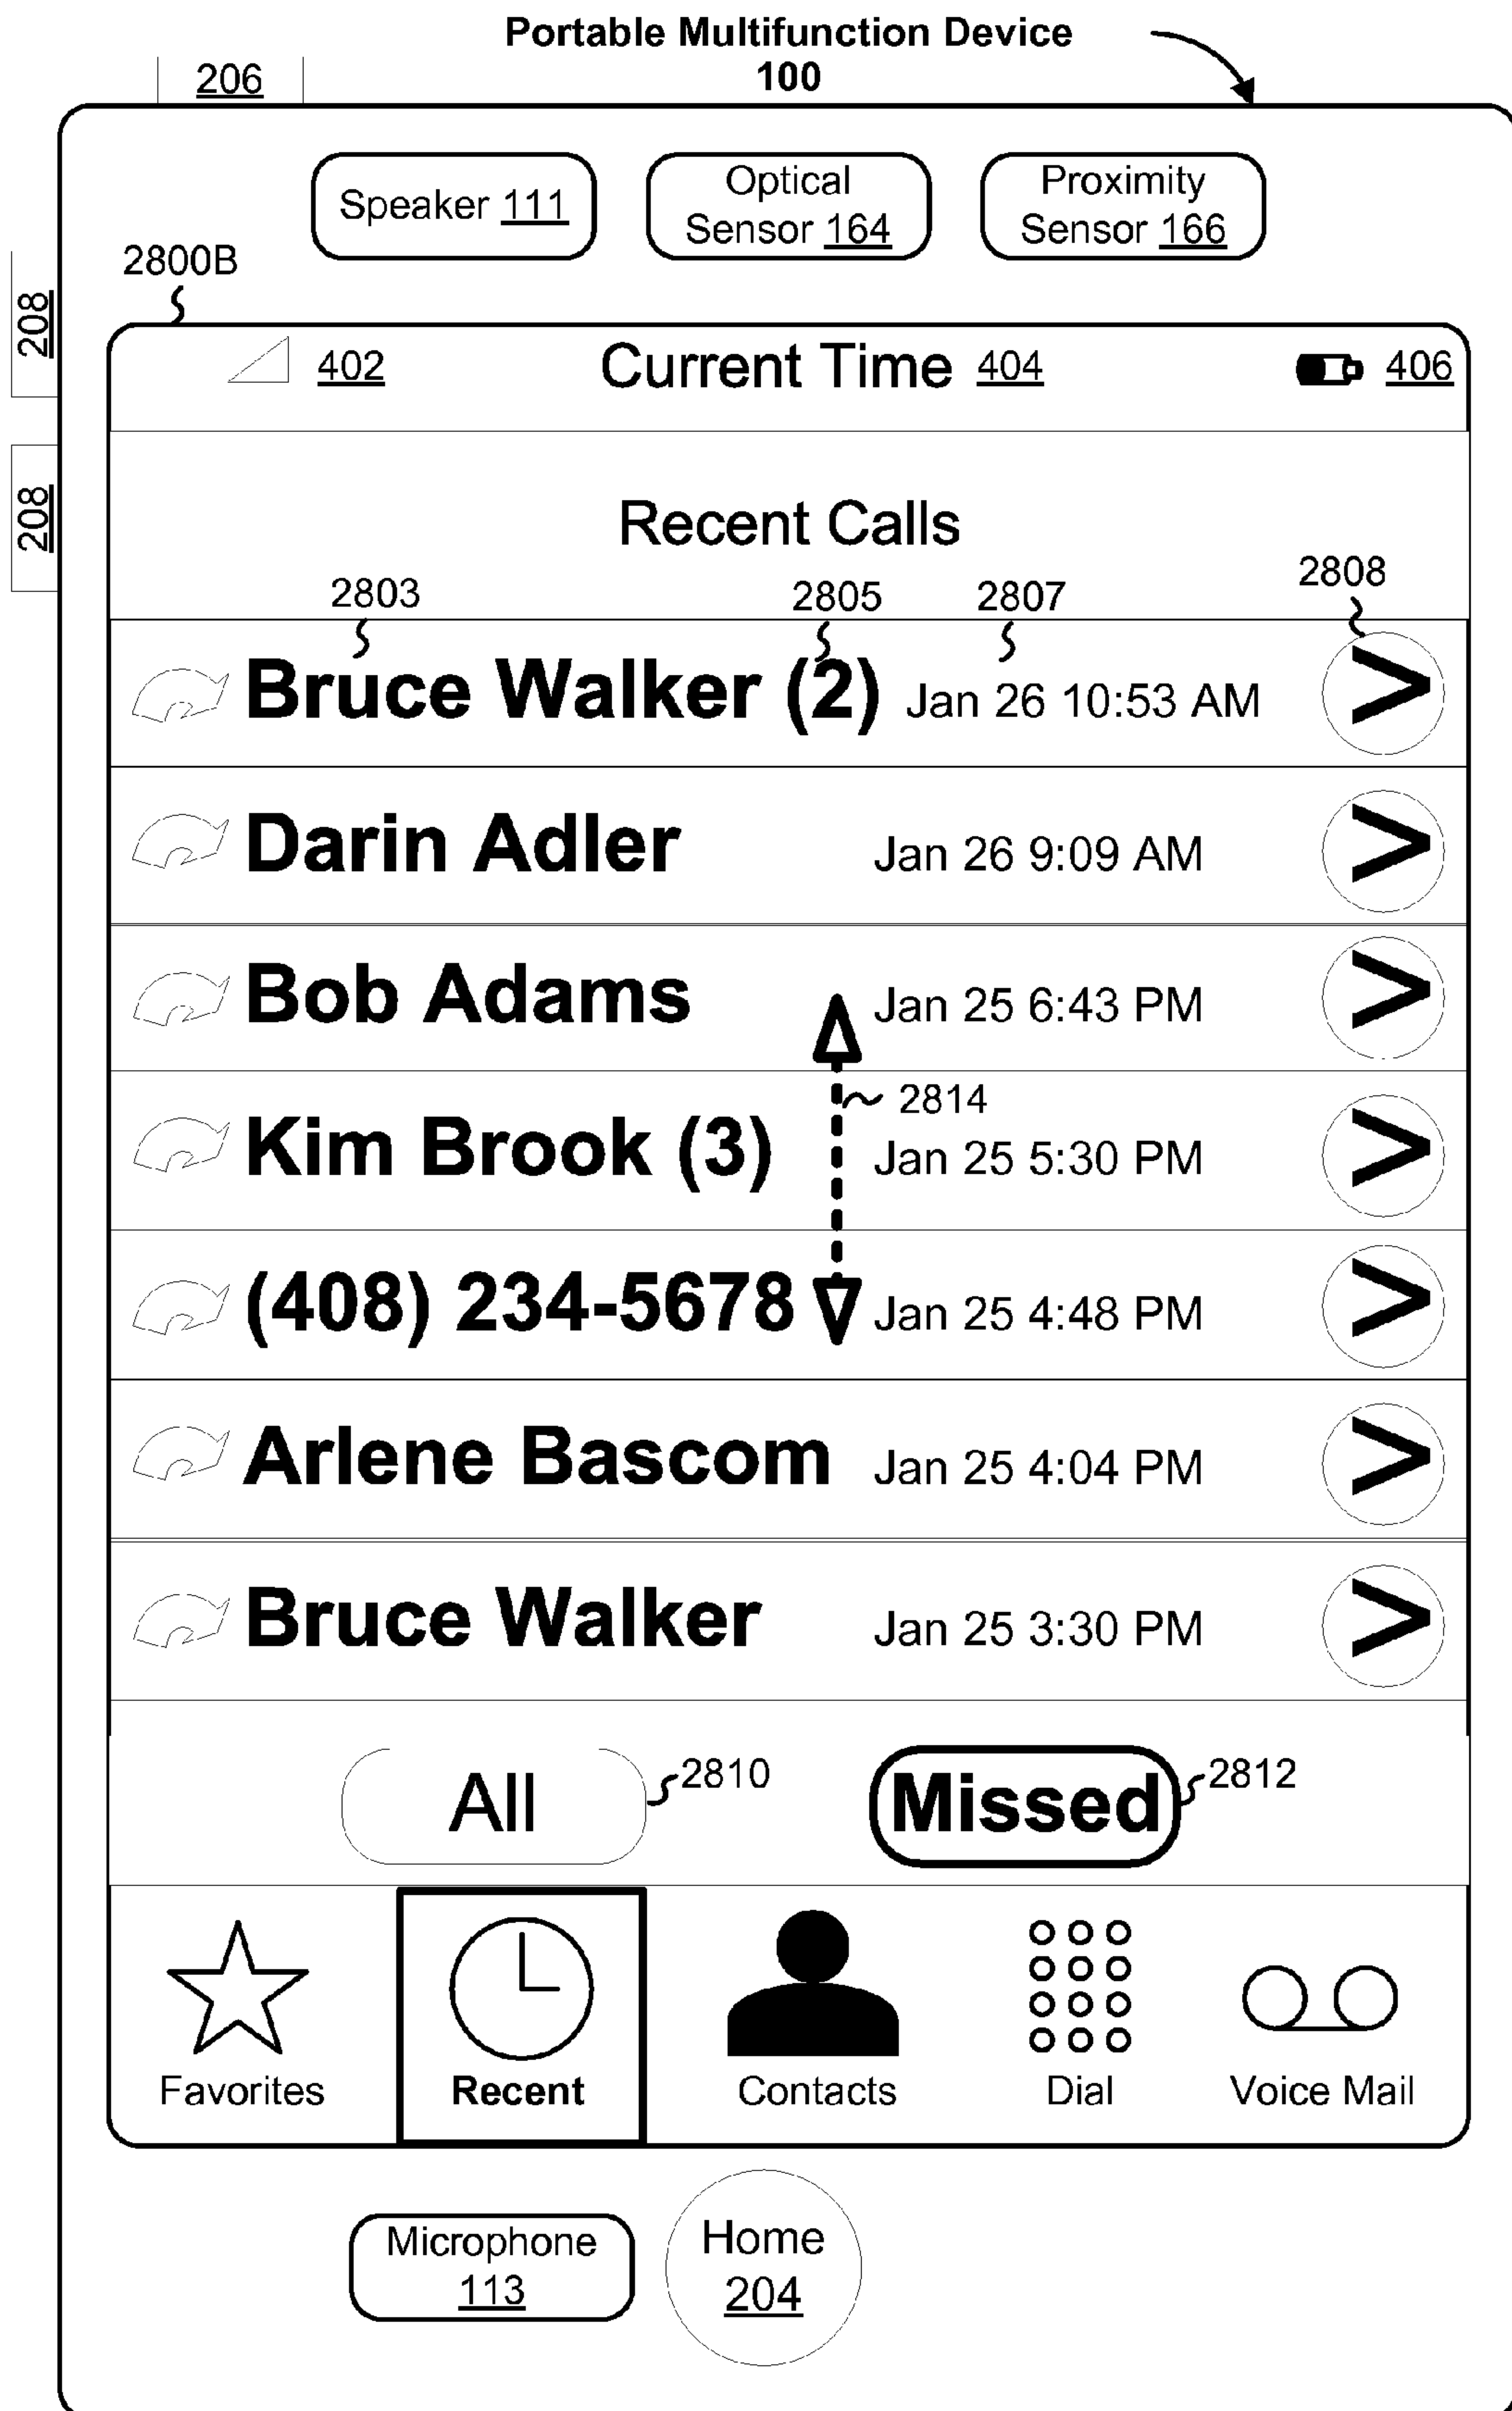 Portable Multifunction Device
100
206
Speaker 111
Optical
Sensor 164
Proximity
Sensor 166
2800B
208
208
402
Current Time 404
406
Recent Calls
2803
2805
2807
2808
Bruce Walker (2) Jan 26 10:53 AM >
Darin Adler Jan 26 9:09 AM >
Bob Adams Jan 25 6:43 PM >
2814
Kim Brook (3) Jan 25 5:30 PM >
(408) 234-5678 Jan 25 4:48 PM >
Arlene Bascom Jan 25 4:04 PM >
Bruce Walker Jan 25 3:30 PM >
All
2810
Missed
2812
Favorites
Recent
Contacts
Dial
Voice Mail
Microphone
113
Home
204